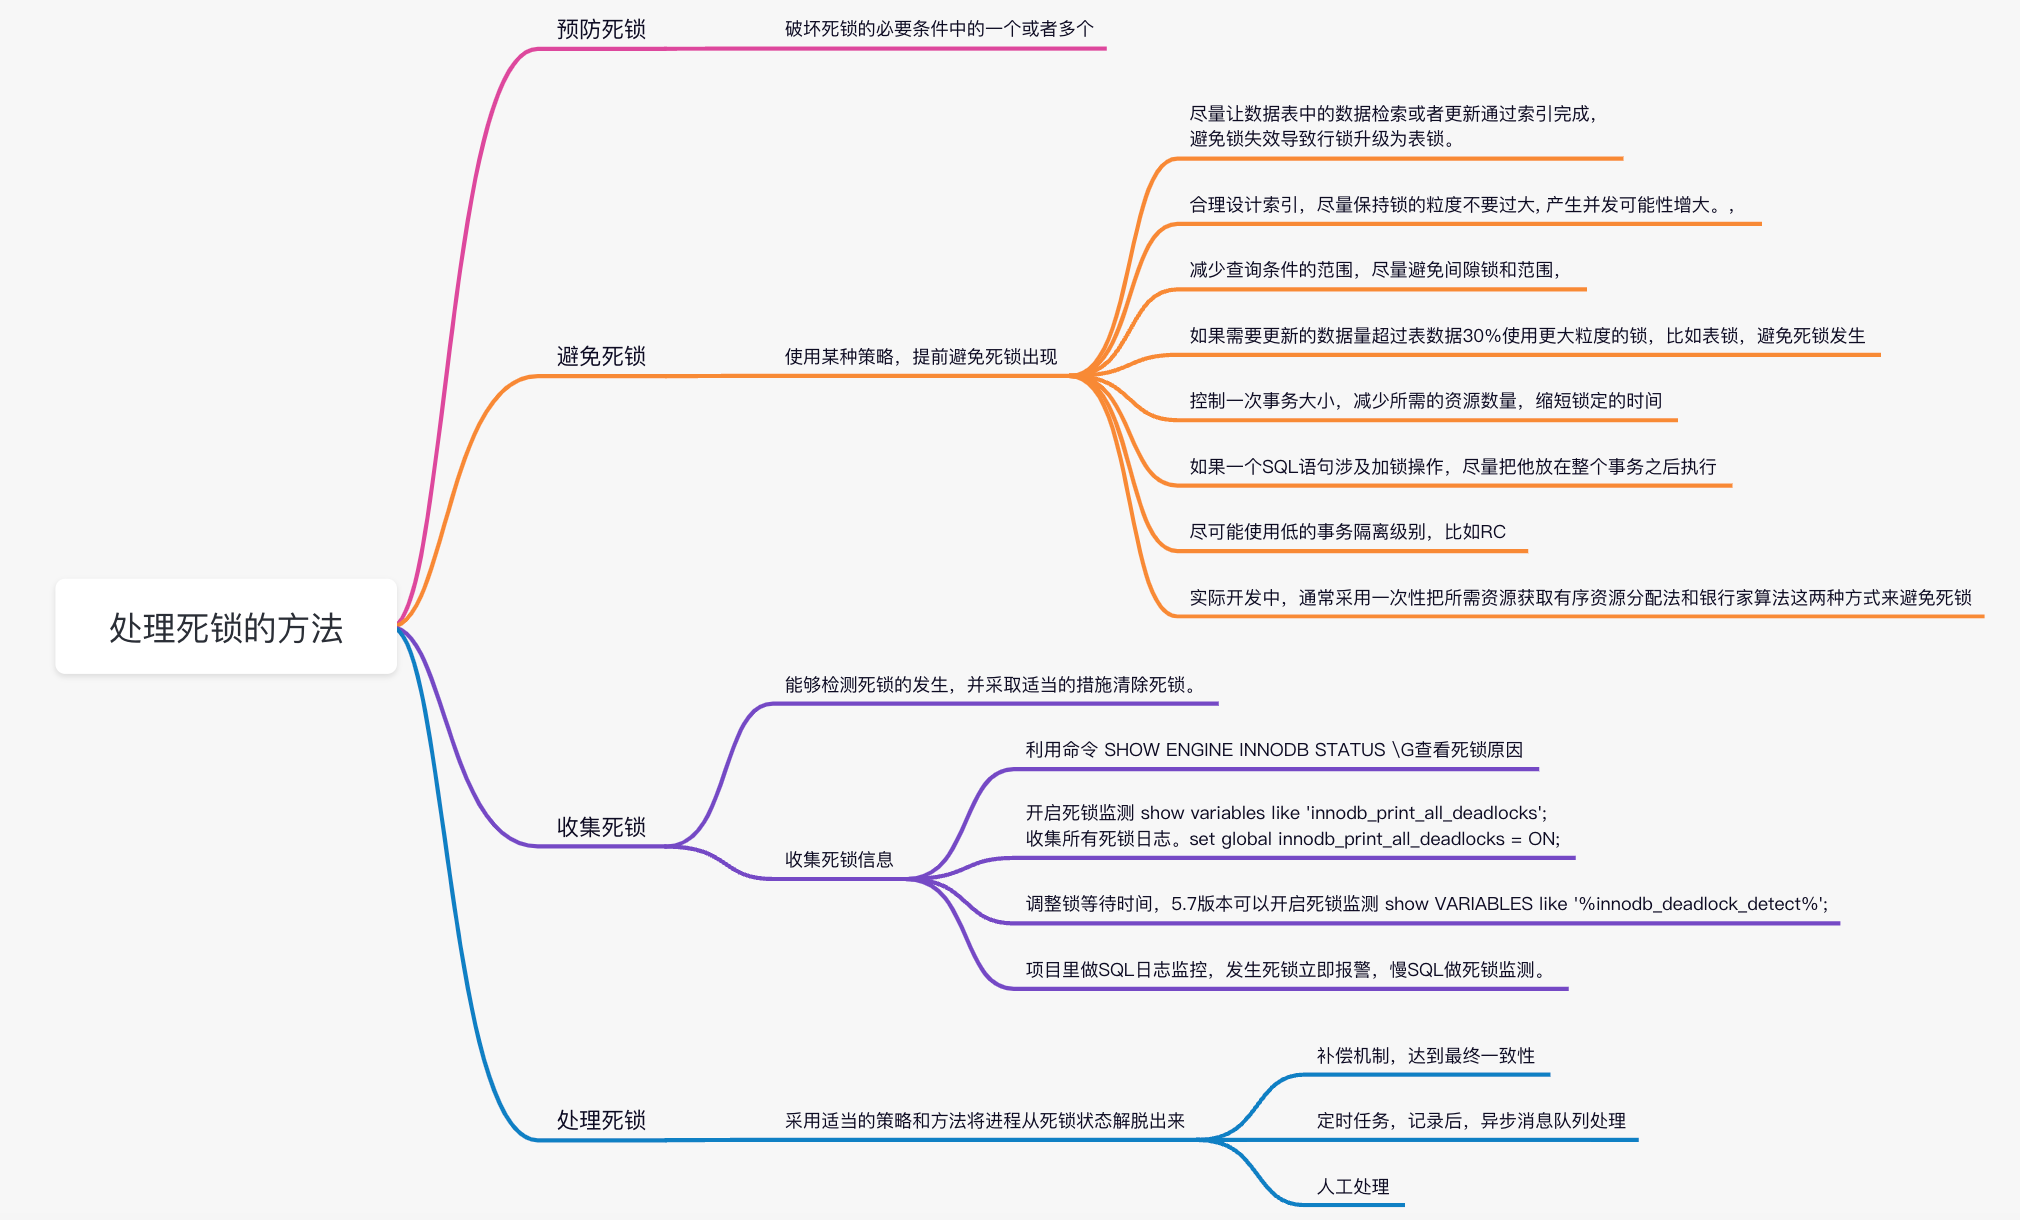 处理死锁的方法
预防死锁
破坏死锁的必要条件中的一个或者多个
避免死锁
使用某种策略，提前避免死锁出现
尽量让数据表中的数据检索或者更新通过索引完成，
避免锁失效导致行锁升级为表锁。
合理设计索引，尽量保持锁的粒度不要过大, 产生并发可能性增大。,
减少查询条件的范围，尽量避免间隙锁和范围，
如果需要更新的数据量超过表数据30%使用更大粒度的锁，比如表锁，避免死锁发生
控制一次事务大小，减少所需的资源数量，缩短锁定的时间
如果一个SQL语句涉及加锁操作，尽量把他放在整个事务之后执行
尽可能使用低的事务隔离级别，比如RC
实际开发中，通常采用一次性把所需资源获取有序资源分配法和银行家算法这两种方式来避免死锁
收集死锁
能够检测死锁的发生，并采取适当的措施清除死锁。
收集死锁信息
利用命令 SHOW ENGINE INNODB STATUS \G查看死锁原因
开启死锁监测 show variables like 'innodb_print_all_deadlocks';
收集所有死锁日志。set global innodb_print_all_deadlocks = ON;
调整锁等待时间，5.7版本可以开启死锁监测 show VARIABLES like '%innodb_deadlock_detect%';
项目里做SQL日志监控，发生死锁立即报警，慢SQL做死锁监测。
处理死锁
采用适当的策略和方法将进程从死锁状态解脱出来
补偿机制，达到最终一致性
定时任务，记录后，异步消息队列处理
人工处理